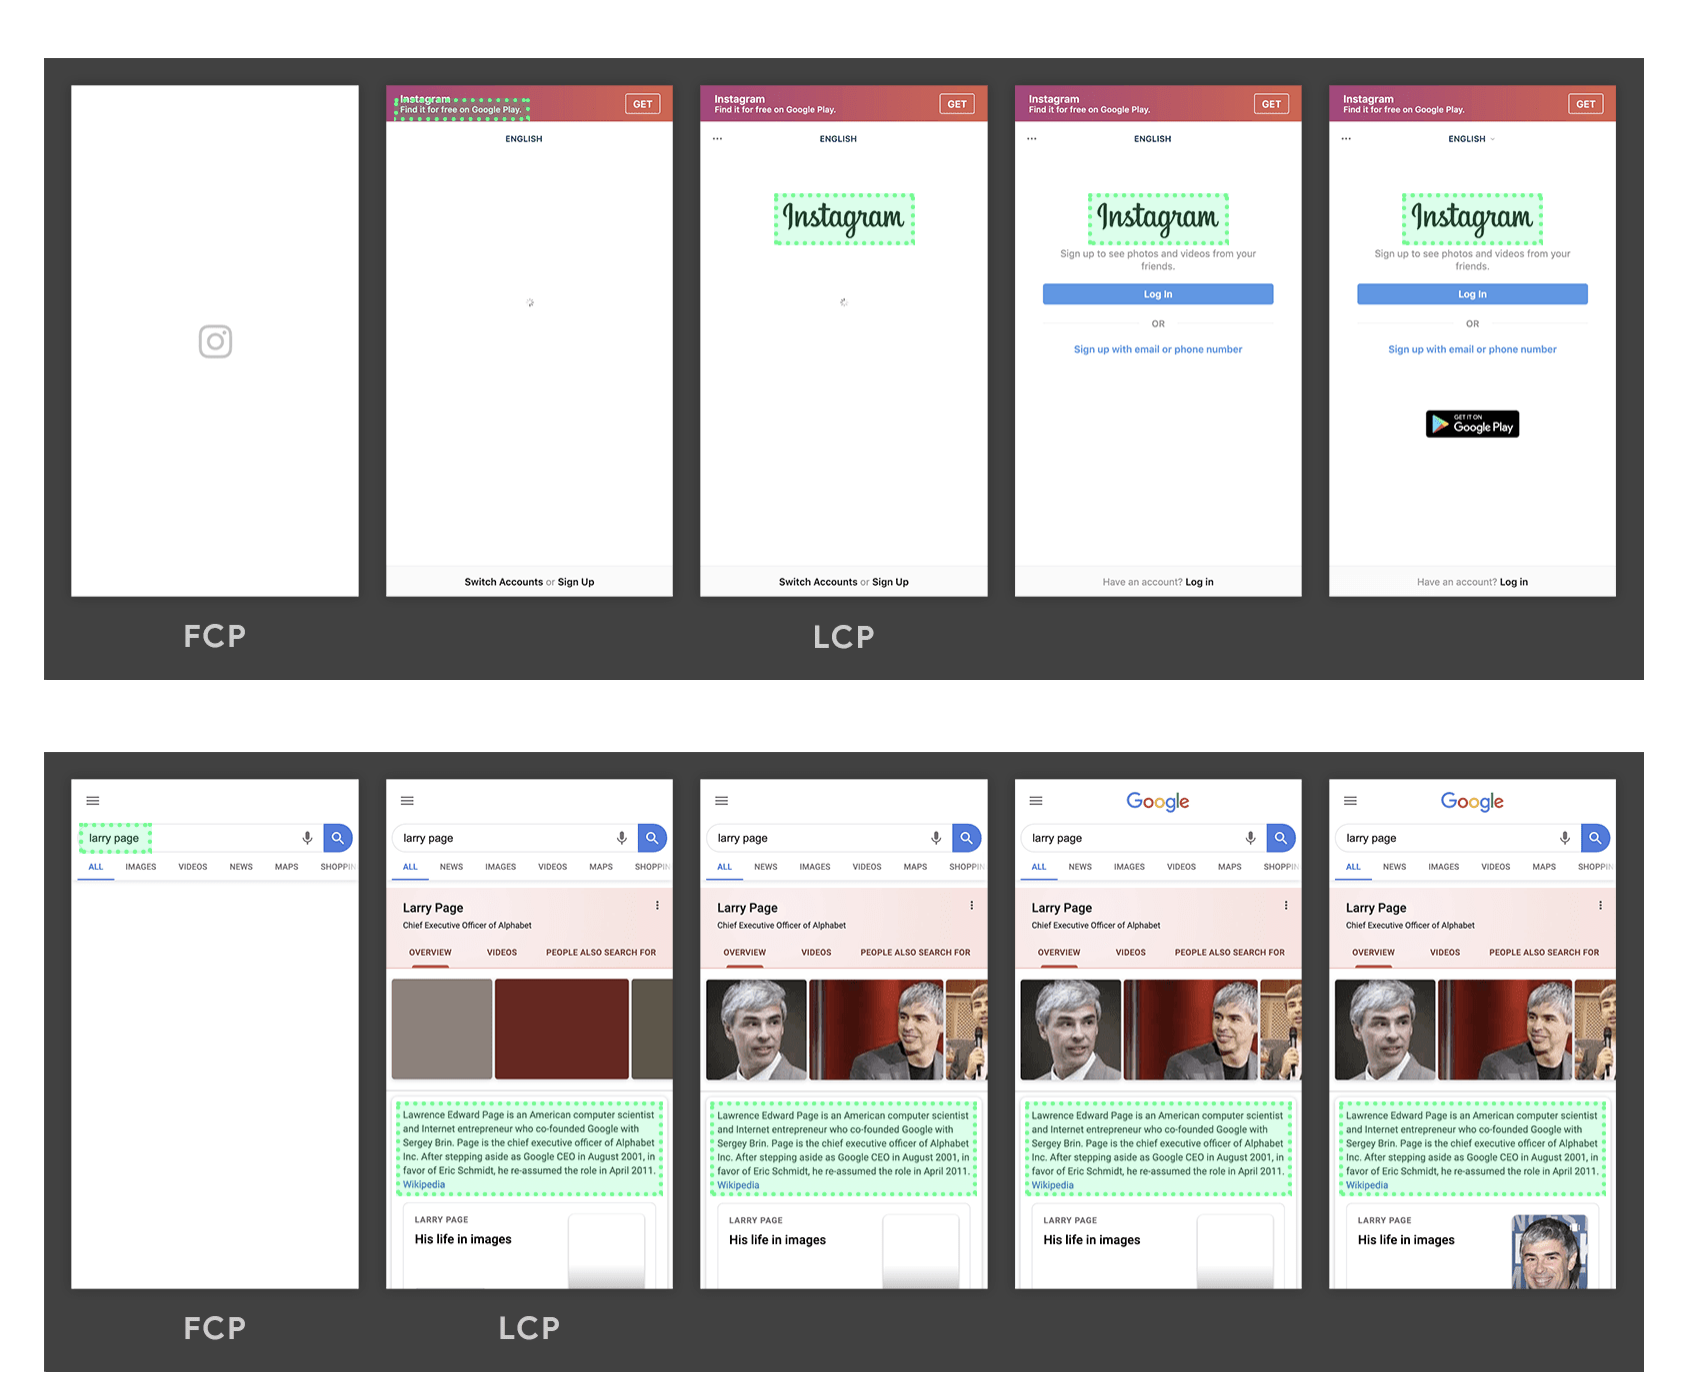 Instagram
Find it for free on Google Play.
GET
ENGLISH
Switch Accounts or Sign Up
Instagram
Find it for free on Google Play.
GET
ENGLISH
Instagram
Switch Accounts or Sign Up
Instagram
Find it for free on Google Play.
GET
ENGLISH
Instagram
Sign up to see photos and videos from your
friends.
Log In
OR
Sign up with email or phone number
Have an account? Log in
Instagram
Find it for free on Google Play.
GET
ENGLISH
Instagram
Sign up to see photos and videos from your
friends.
Log In
OR
Sign up with email or phone number
GET IT ON
Google Play
Have an account? Log in
FCP
LCP
larry page
ALL IMAGES VIDEOS NEWS MAPS SHOPPIN
larry page
ALL NEWS IMAGES VIDEOS MAPS SHOPPIN
Larry Page
Chief Executive Officer of Alphabet
OVERVIEW VIDEOS PEOPLE ALSO SEARCH FOR
Lawrence Edward Page is an American computer scientist
and Internet entrepreneur who co-founded Google with
Sergey Brin. Page is the chief executive officer of Alphabet
Inc. After stepping aside as Google CEO in August 2001, in
favor of Eric Schmidt, he re-assumed the role in April 2011.
Wikipedia
LARRY PAGE
His life in images
larry page
ALL NEWS IMAGES VIDEOS MAPS SHOPPIN
Larry Page
Chief Executive Officer of Alphabet
OVERVIEW VIDEOS PEOPLE ALSO SEARCH FOR
Lawrence Edward Page is an American computer scientist
and Internet entrepreneur who co-founded Google with
Sergey Brin. Page is the chief executive officer of Alphabet
Inc. After stepping aside as Google CEO in August 2001, in
favor of Eric Schmidt, he re-assumed the role in April 2011.
Wikipedia
LARRY PAGE
His life in images
Google
larry page
ALL NEWS IMAGES VIDEOS MAPS SHOPPIN
Larry Page
Chief Executive Officer of Alphabet
OVERVIEW VIDEOS PEOPLE ALSO SEARCH FOR
Lawrence Edward Page is an American computer scientist
and Internet entrepreneur who co-founded Google with
Sergey Brin. Page is the chief executive officer of Alphabet
Inc. After stepping aside as Google CEO in August 2001, in
favor of Eric Schmidt, he re-assumed the role in April 2011.
Wikipedia
LARRY PAGE
His life in images
Google
larry page
ALL NEWS IMAGES VIDEOS MAPS SHOPPIN
Larry Page
Chief Executive Officer of Alphabet
OVERVIEW VIDEOS PEOPLE ALSO SEARCH FOR
Lawrence Edward Page is an American computer scientist
and Internet entrepreneur who co-founded Google with
Sergey Brin. Page is the chief executive officer of Alphabet
Inc. After stepping aside as Google CEO in August 2001, in
favor of Eric Schmidt, he re-assumed the role in April 2011.
Wikipedia
LARRY PAGE
His life in images
FCP
LCP